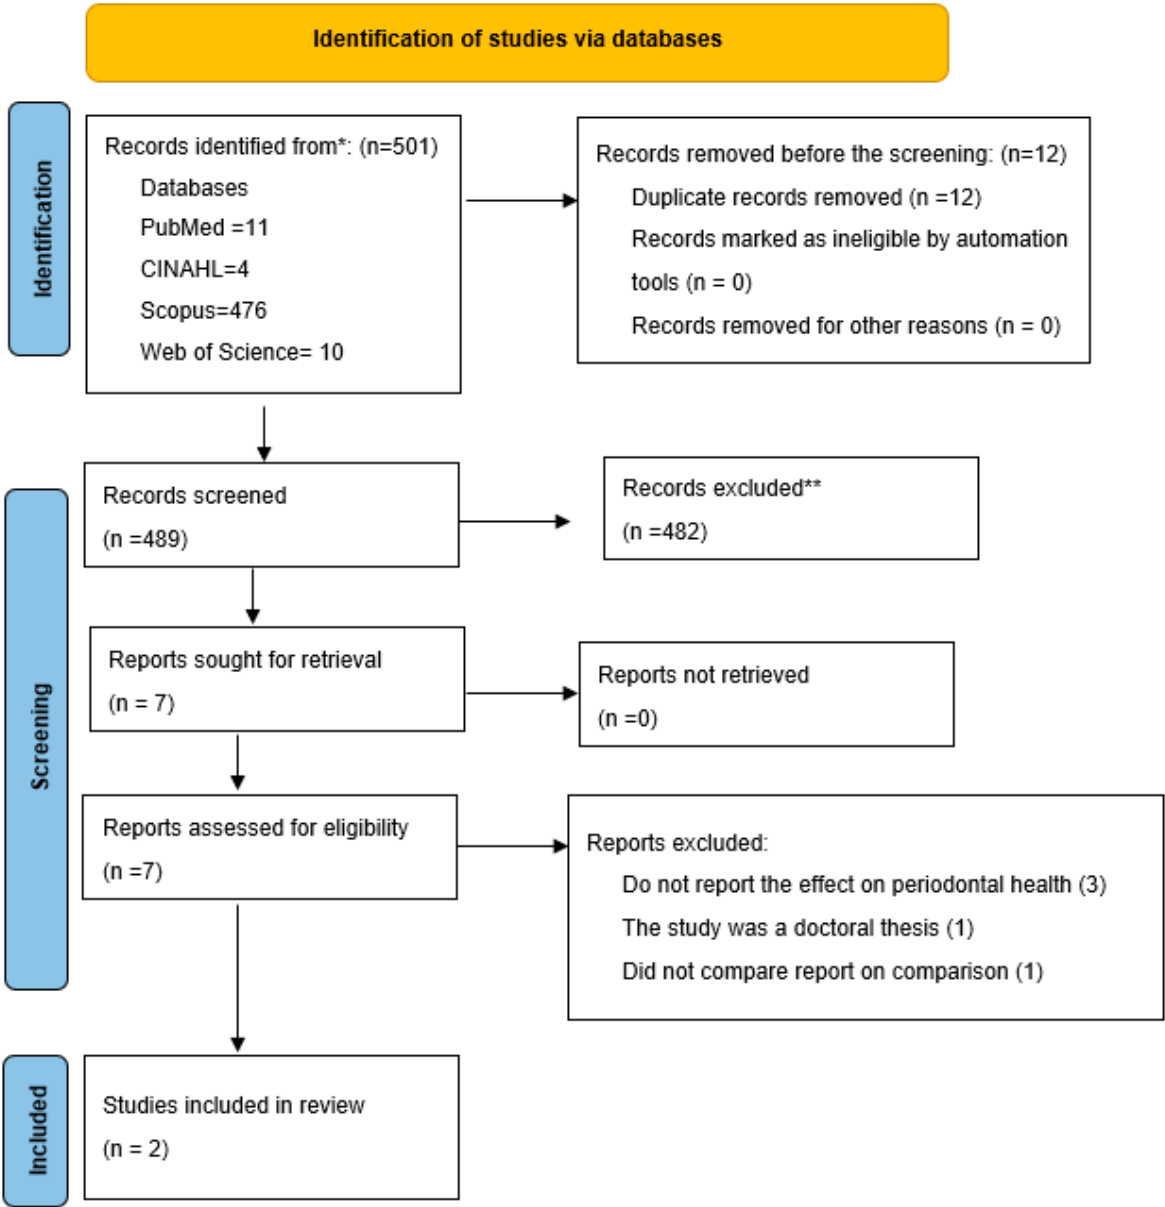 Identification of studies via databases
Identification
Records identified from*: (n=501)
Databases
PubMed =11
CINAHL=4
Scopus=476
Web of Science= 10
Records removed before the screening: (n=12)
Duplicate records removed (n =12)
Records marked as ineligible by automation
tools (n = 0)
Records removed for other reasons (n = 0)
Screening
Records screened
(n =489)
Records excluded**
(n =482)
Reports sought for retrieval
(n = 7)
Reports not retrieved
(n =0)
Reports assessed for eligibility
(n =7)
Reports excluded:
Do not report the effect on periodontal health (3)
The study was a doctoral thesis (1)
Did not compare report on comparison (1)
Included
Studies included in review
(n = 2)